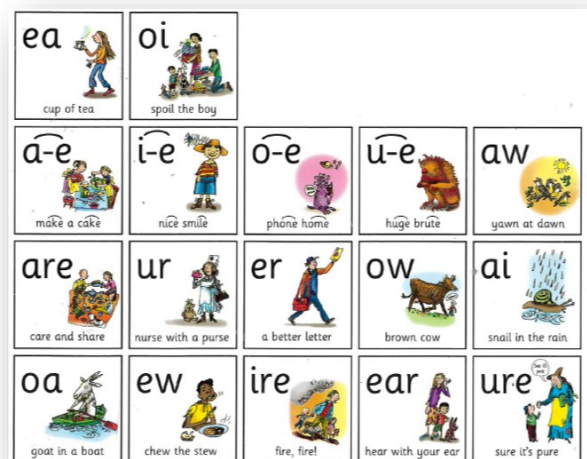 ea
cup of tea
oi
spoil the boy
a-e
make a cake
i-e
nice smile
o-e
phone home
u-e
huge brute
aw
yawn at dawn
are
care and share
ur
nurse with a purse
er
a better letter
ow
brown cow
ai
snail in the rain
oa
goat in a boat
ew
chew the stew
ire
fire, fire!
ear
hear with your ear
ure
sure it's pure